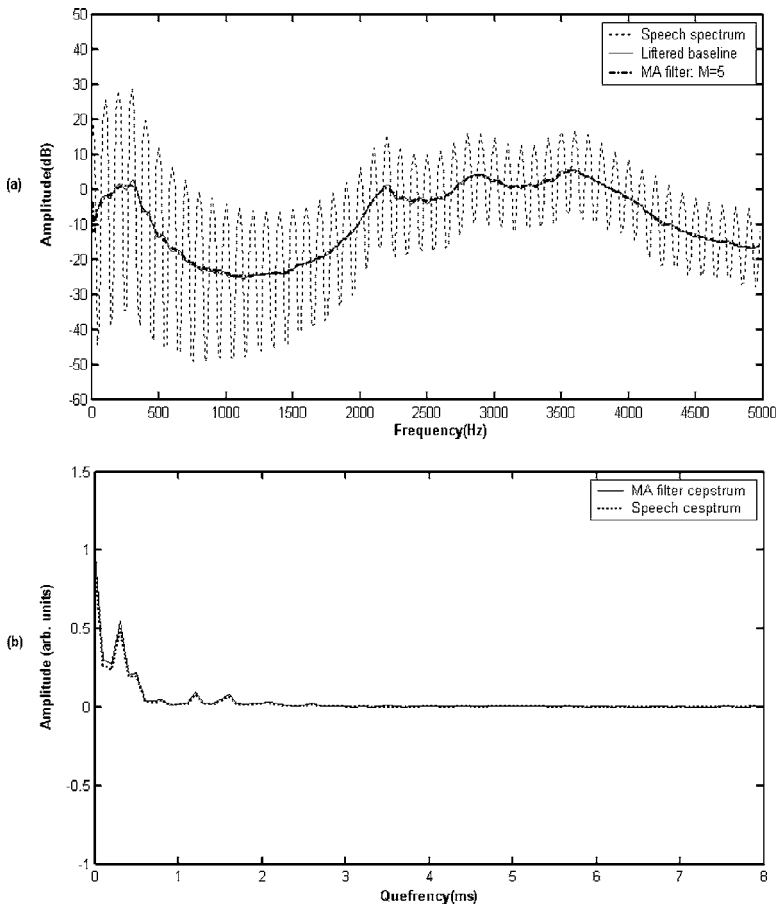 50
40
30
20
10
0
-10
-20
-30
-40
-50
-60
Amplitude(dB)
(a)
Speech spectrum
Liftered baseline
MA filter: M=5
0 500 1000 1500 2000 2500 3000 3500 4000 4500 5000
Frequency(Hz)
1.5
1
0.5
0
-0.5
-1
Amplitude (arb. units)
(b)
MA filter cepstrum
Speech cesptrum
0 1 2 3 4 5 6 7 8
Quefrency(ms)